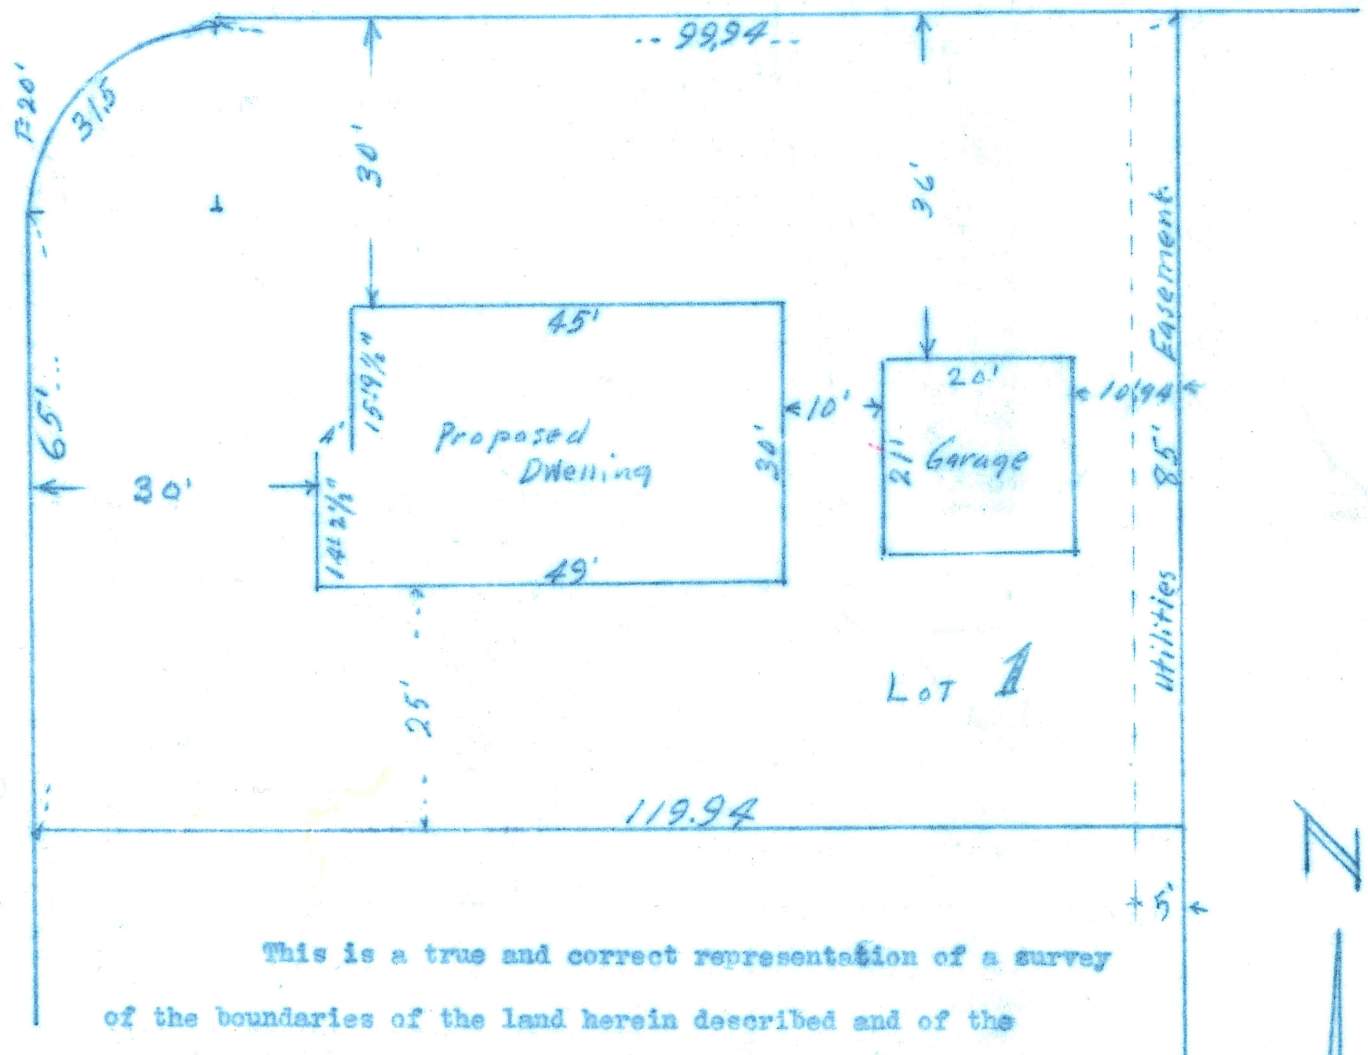 -- 99,94 --
R=20'
31.5
30'
36'
45'
15'9½"
4'
Proposed
Dwelling
30'
10'
20'
21'
Garage
10,94
Easement.
85'
Utilities
65'
30'
14' 2½"
49'
25'
LOT 1
119.94
5'
N
This is a true and correct representation of a survey
of the boundaries of the land herein described and of the